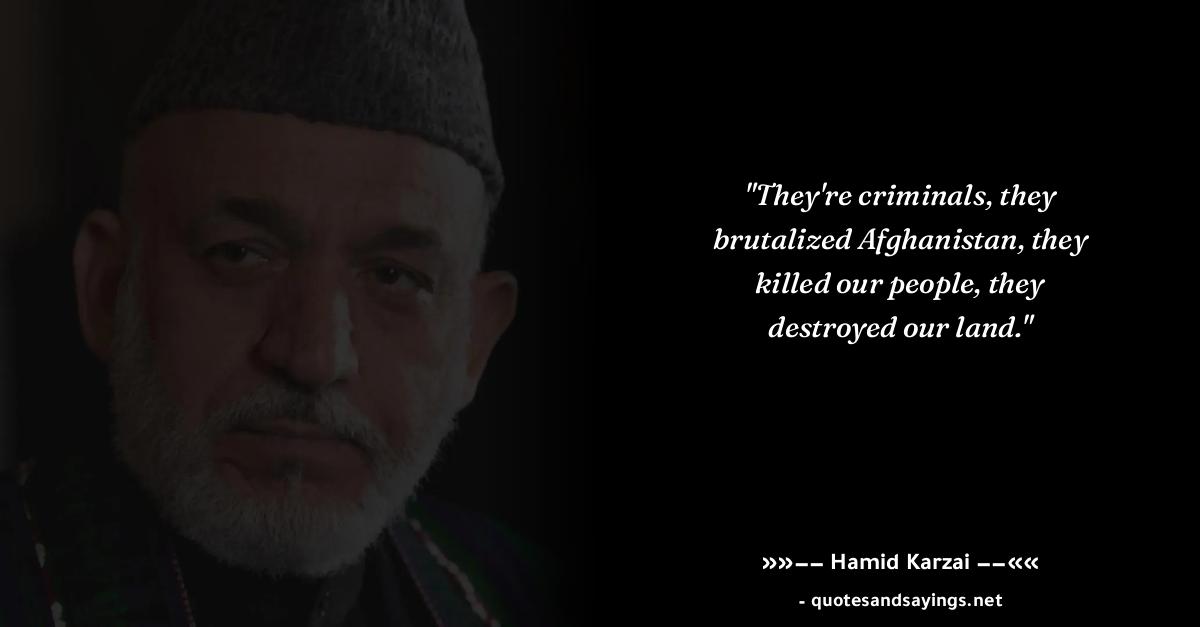 "They're criminals, they
brutalized Afghanistan, they
killed our people, they
destroyed our land."
»»–– Hamid Karzai ––««
- quotesandsayings.net